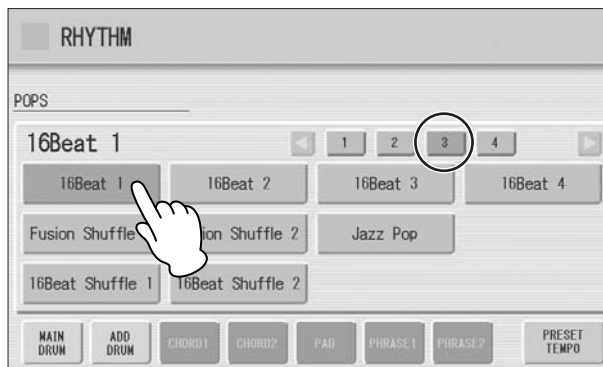 RHYTHM
POPS
16Beat 1
1 2 3 4
16Beat 1 16Beat 2 16Beat 3 16Beat 4
Fusion Shuffle Shuffle 2 Jazz Pop
16Beat Shuffle 1 16Beat Shuffle 2
MAIN DRUM ADD DRUM CHORD1 CHORD2 PAD PHRASE1 PHRASE2 PRESET TEMPO